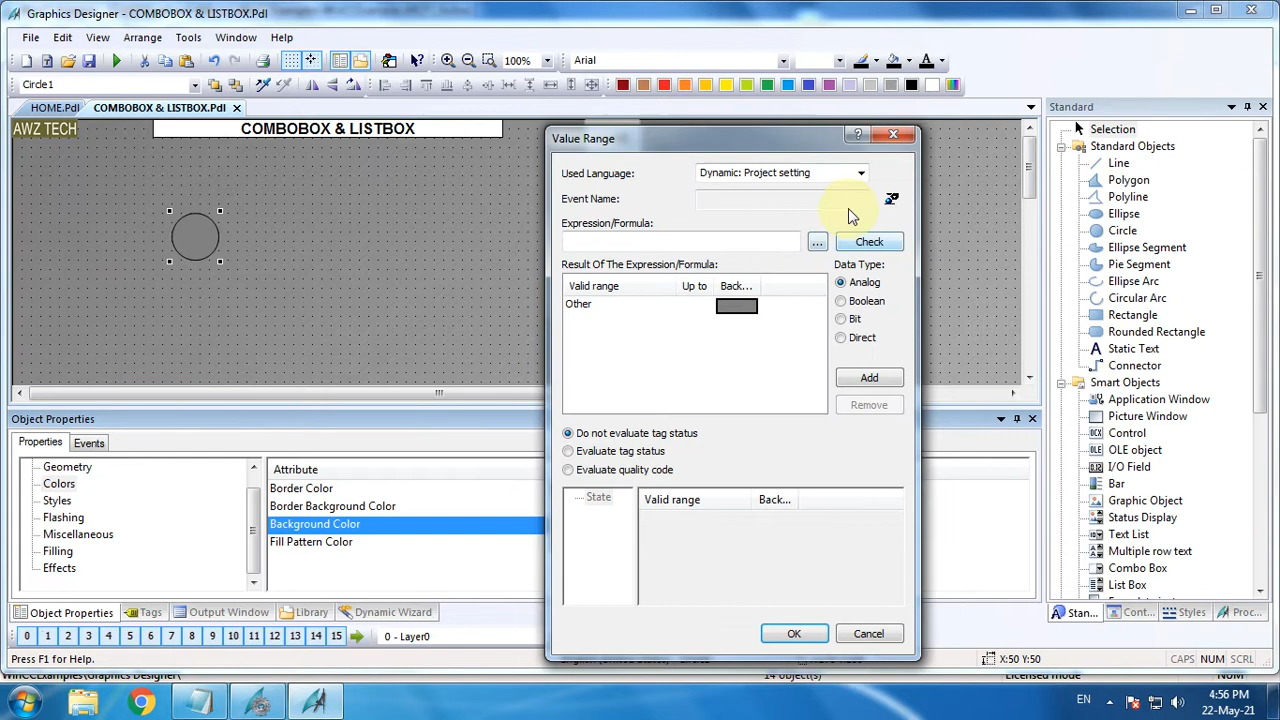 Graphics Designer - COMBOBOX & LISTBOX.Pdl
File Edit View Arrange Tools Window Help
100% Arial
Circle1
HOME.Pdl COMBOBOX & LISTBOX.Pdl
AWZ TECH
COMBOBOX & LISTBOX
Value Range
Used Language: Dynamic: Project setting
Event Name:
Expression/Formula:
... Check
Result Of The Expression/Formula: Data Type:
Valid range Up to Back...
Other
Analog
Boolean
Bit
Direct
Add
Remove
Do not evaluate tag status
Evaluate tag status
Evaluate quality code
State Valid range Back...
OK Cancel
Standard
Selection
Standard Objects
Line
Polygon
Polyline
Ellipse
Circle
Ellipse Segment
Pie Segment
Ellipse Arc
Circular Arc
Rectangle
Rounded Rectangle
Static Text
Connector
Smart Objects
Application Window
Picture Window
Control
OLE object
I/O Field
Bar
Graphic Object
Status Display
Text List
Multiple row text
Combo Box
List Box
Stan... Cont... Styles Proc...
Object Properties
Properties Events
Geometry
Colors
Styles
Flashing
Miscellaneous
Filling
Effects
Attribute
Border Color
Border Background Color
Background Color
Fill Pattern Color
Object Properties Tags Output Window Library Dynamic Wizard
0 1 2 3 4 5 6 7 8 9 10 11 12 13 14 15 0 - Layer0
Press F1 for Help. X:50 Y:50 CAPS NUM SCRL
EN 4:56 PM
22-May-21